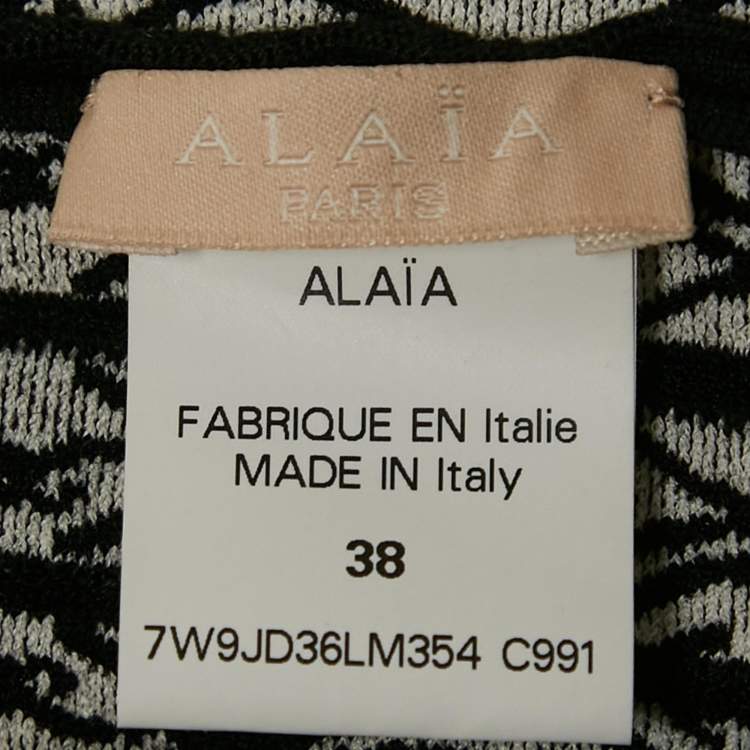 ALAÏA
PARIS
ALAÏA
FABRIQUE EN Italie
MADE IN Italy
38
7W9JD36LM354 C991